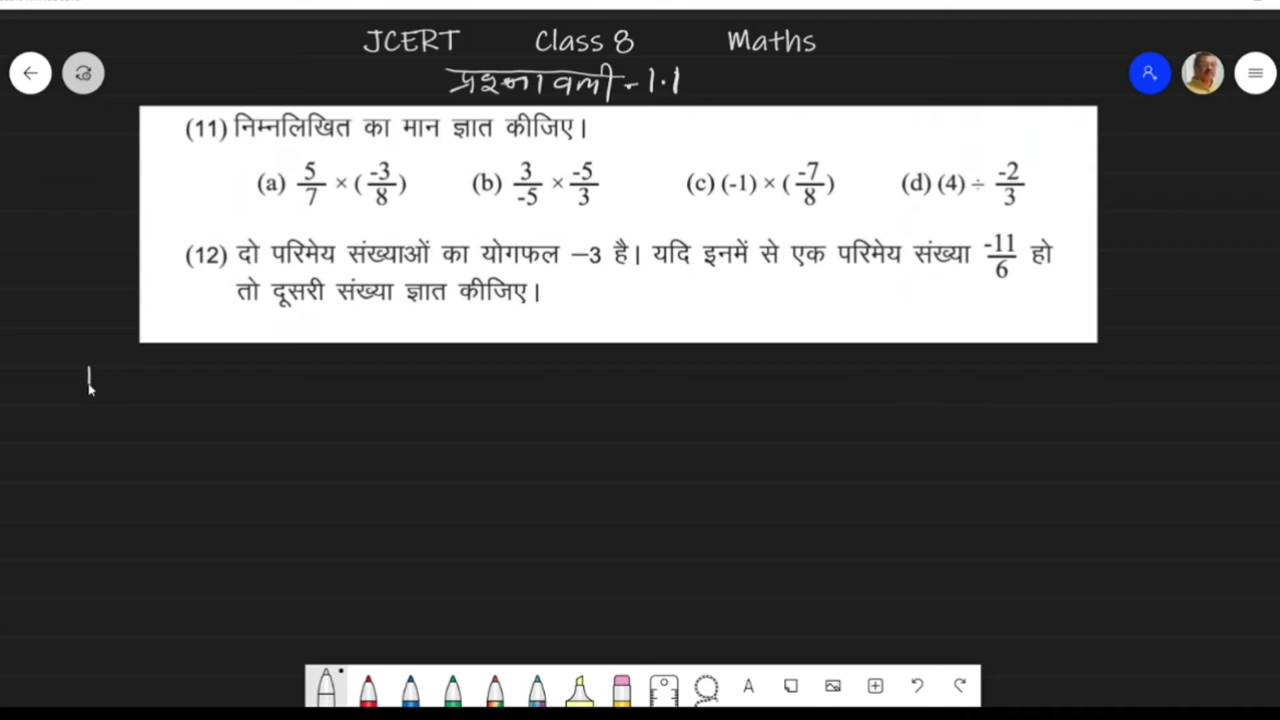 JCERT Class 8 Maths
प्रश्नावली - 1.1
(11) निम्नलिखित का मान ज्ञात कीजिए।
(a) 5/7 × (-3/8) (b) 3/-5 × -5/3 (c) (-1) × (-7/8) (d) (4) ÷ -2/3
(12) दो परिमेय संख्याओं का योगफल –3 है। यदि इनमें से एक परिमेय संख्या -11/6 हो
तो दूसरी संख्या ज्ञात कीजिए।